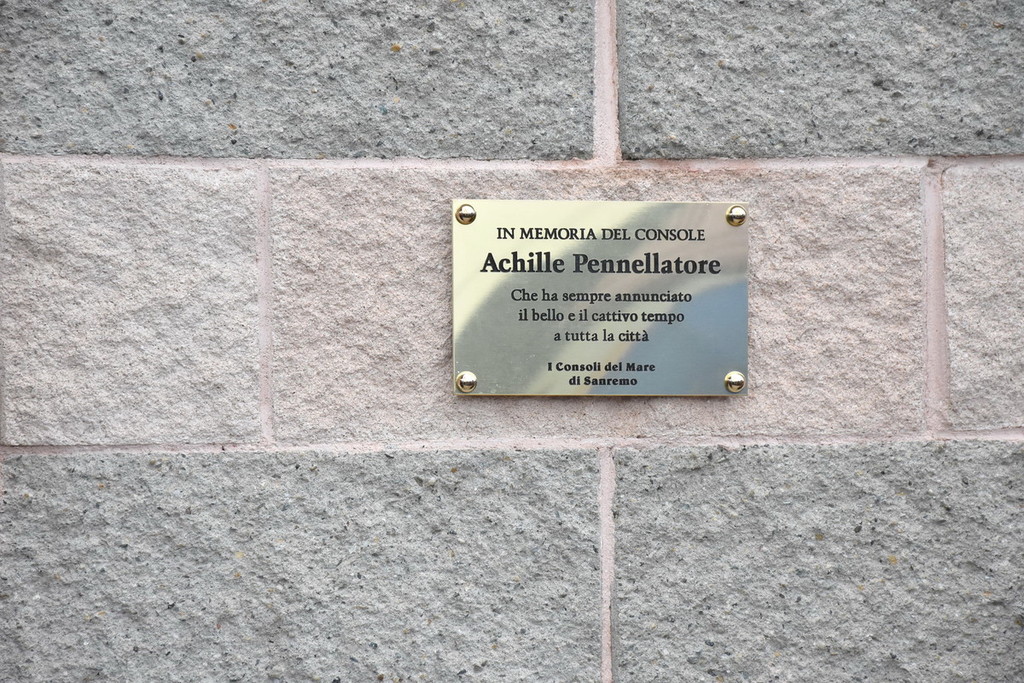 IN MEMORIA DEL CONSOLE
Achille Pennellatore
Che ha sempre annunciato
il bello e il cattivo tempo
a tutta la città
I Consoli del Mare
di Sanremo